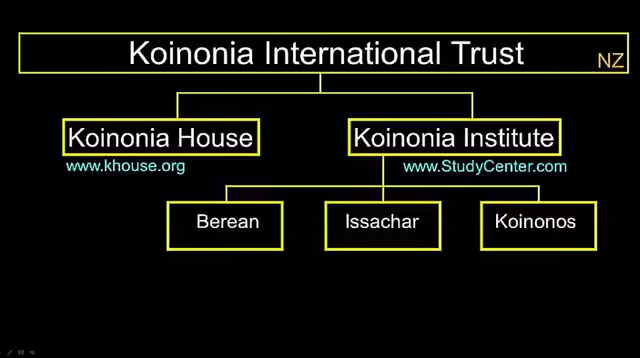 Koinonia International Trust
NZ
Koinonia House
Koinonia Institute
www.khouse.org
www.StudyCenter.com
Berean
Issachar
Koinonos